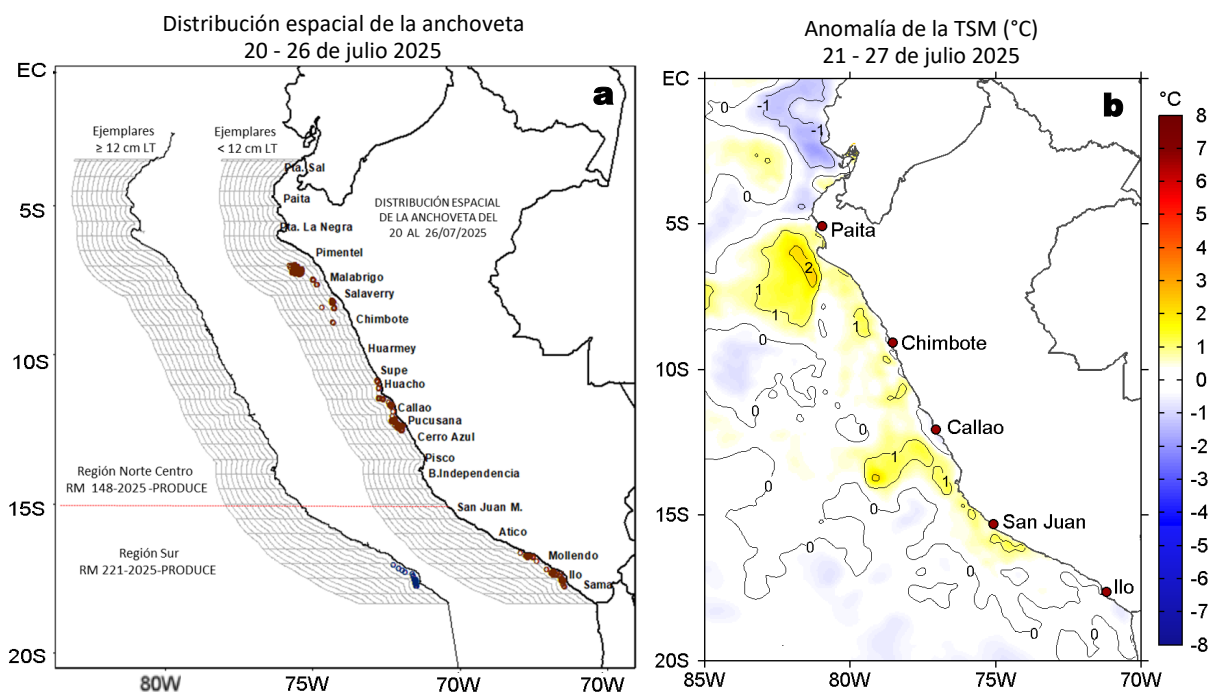 Distribución espacial de la anchoveta
20 - 26 de julio 2025
EC
5S
10S
15S
20S
80W
75W
70W
70W
a
Ejemplares
≥ 12 cm LT
Ejemplares
< 12 cm LT
DISTRIBUCIÓN ESPACIAL
DE LA ANCHOVETA DEL
20 AL 26/07/2025
Pta. Sal
Paita
Pta. La Negra
Pimentel
Malabrigo
Salaverry
Chimbote
Huarmey
Supe
Huacho
Callao
Pucusana
Cerro Azul
Pisco
B.Independencia
San Juan M.
Atico
Mollendo
Ilo
Sama
Región Norte Centro
RM 148-2025 -PRODUCE
Región Sur
RM 221-2025-PRODUCE
Anomalía de la TSM (°C)
21 - 27 de julio 2025
EC
5S
10S
15S
20S
85W
80W
75W
70W
b
0
-1
-1
0
0
2
1
1
1
0
0
0
1
1
0
0
0
0
0
Paita
Chimbote
Callao
San Juan
Ilo
°C
8
7
6
5
4
3
2
1
0
-1
-2
-3
-4
-5
-6
-7
-8